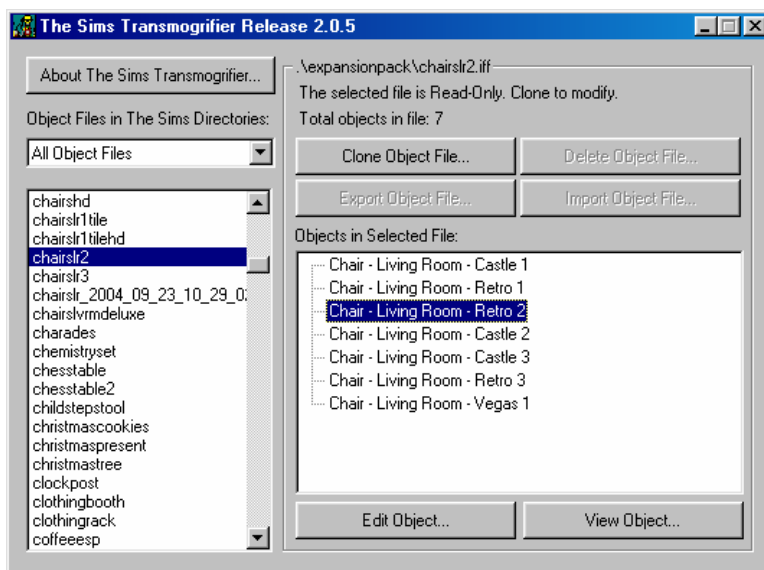 The Sims Transmogrifier Release 2.0.5
About The Sims Transmogrifier...
Object Files in The Sims Directories:
All Object Files
chairshd
chairslr1tile
chairslr1tilehd
chairslr2
chairslr3
chairslr_2004_09_23_10_29_0
chairslvrmdeluxe
charades
chemistryset
chesstable
chesstable2
childstepstool
christmascookies
christmaspresent
christmastree
clockpost
clothingbooth
clothingrack
coffeeesp
.\expansionpack\chairslr2.iff
The selected file is Read-Only. Clone to modify.
Total objects in file: 7
Clone Object File...
Delete Object File...
Export Object File...
Import Object File...
Objects in Selected File:
Chair - Living Room - Castle 1
Chair - Living Room - Retro 1
Chair - Living Room - Retro 2
Chair - Living Room - Castle 2
Chair - Living Room - Castle 3
Chair - Living Room - Retro 3
Chair - Living Room - Vegas 1
Edit Object...
View Object...